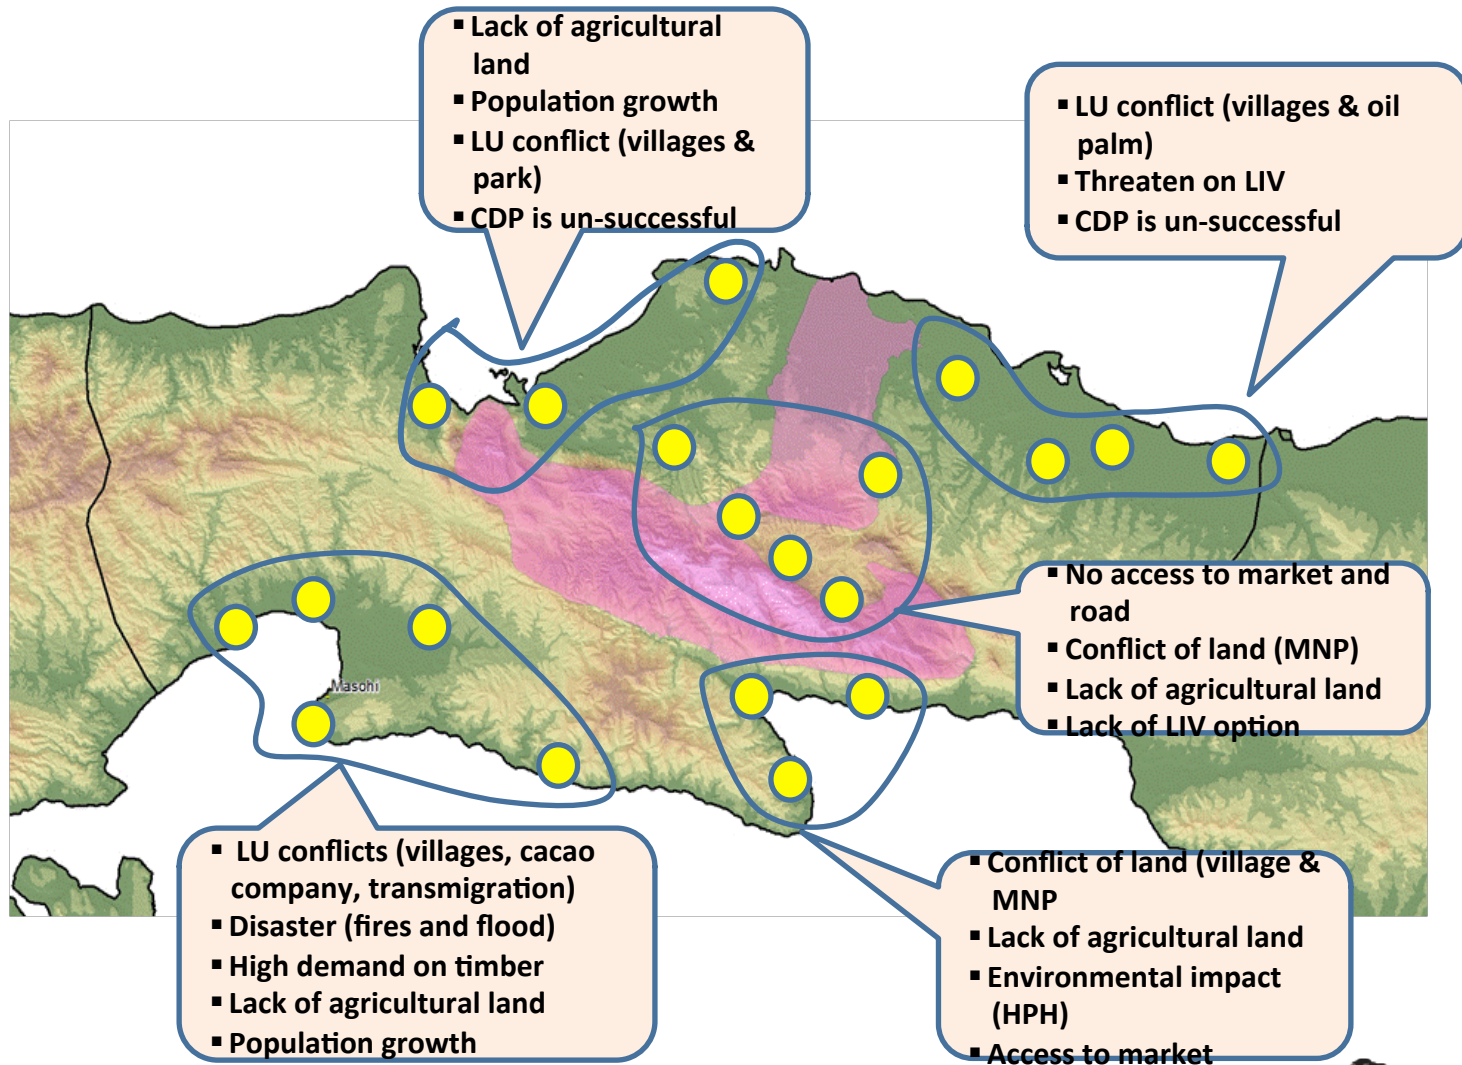 ▪ Lack of agricultural
land
▪ Population growth
▪ LU conflict (villages &
park)
▪ CDP is un-successful
▪ LU conflict (villages & oil
palm)
▪ Threaten on LIV
▪ CDP is un-successful
▪ No access to market and
road
▪ Conflict of land (MNP)
▪ Lack of agricultural land
▪ Lack of LIV option
Masohi
▪ LU conflicts (villages, cacao
company, transmigration)
▪ Disaster (fires and flood)
▪ High demand on timber
▪ Lack of agricultural land
▪ Population growth
▪ Conflict of land (village &
MNP
▪ Lack of agricultural land
▪ Environmental impact
(HPH)
▪ Access to market